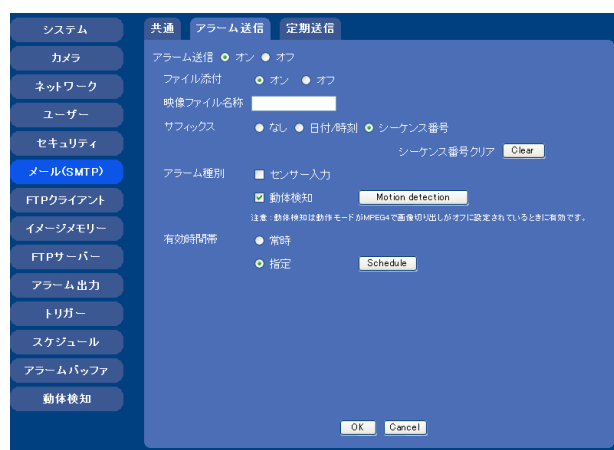 システム
カメラ
ネットワーク
ユーザー
セキュリティ
メール(SMTP)
FTPクライアント
イメージメモリー
FTPサーバー
アラーム出力
トリガー
スケジュール
アラームバッファ
動体検知
共通 アラーム送信 定期送信
アラーム送信 オン オフ
ファイル添付 オン オフ
映像ファイル名称
サフィックス なし 日付/時刻 シーケンス番号
シーケンス番号クリア Clear
アラーム種別 センサー入力
動体検知 Motion detection
注意:動体検知は動作モードがMPEG4で画像切り出しがオフに設定されているときに有効です。
有効時間帯 常時
指定 Schedule
OK Cancel